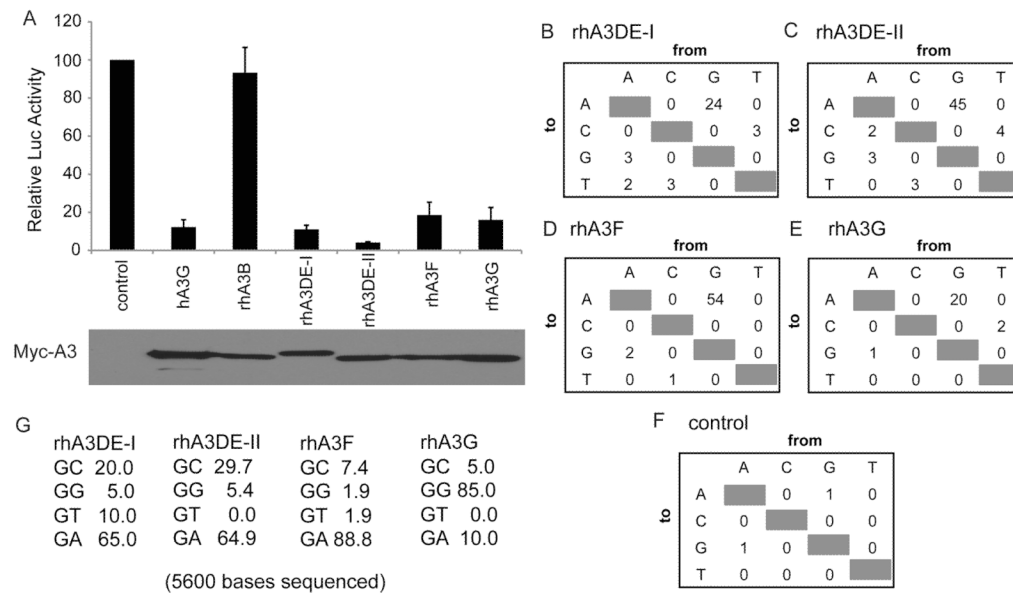 A
120
100
80
60
40
20
0
Relative Luc Activity
control
hA3G
rhA3B
rhA3DE-I
rhA3DE-II
rhA3F
rhA3G
Myc-A3
B rhA3DE-I
from
to
A C G T
A 0 24 0
C 0 0 3
G 3 0 0
T 2 3 0
C rhA3DE-II
from
to
A C G T
A 0 45 0
C 2 0 4
G 3 0 0
T 0 3 0
D rhA3F
from
to
A C G T
A 0 54 0
C 0 0 0
G 2 0 0
T 0 1 0
E rhA3G
from
to
A C G T
A 0 20 0
C 0 0 2
G 1 0 0
T 0 0 0
F control
from
to
A C G T
A 0 1 0
C 0 0 0
G 1 0 0
T 0 0 0
G
rhA3DE-I
GC 20.0
GG 5.0
GT 10.0
GA 65.0
rhA3DE-II
GC 29.7
GG 5.4
GT 0.0
GA 64.9
rhA3F
GC 7.4
GG 1.9
GT 1.9
GA 88.8
rhA3G
GC 5.0
GG 85.0
GT 0.0
GA 10.0
(5600 bases sequenced)